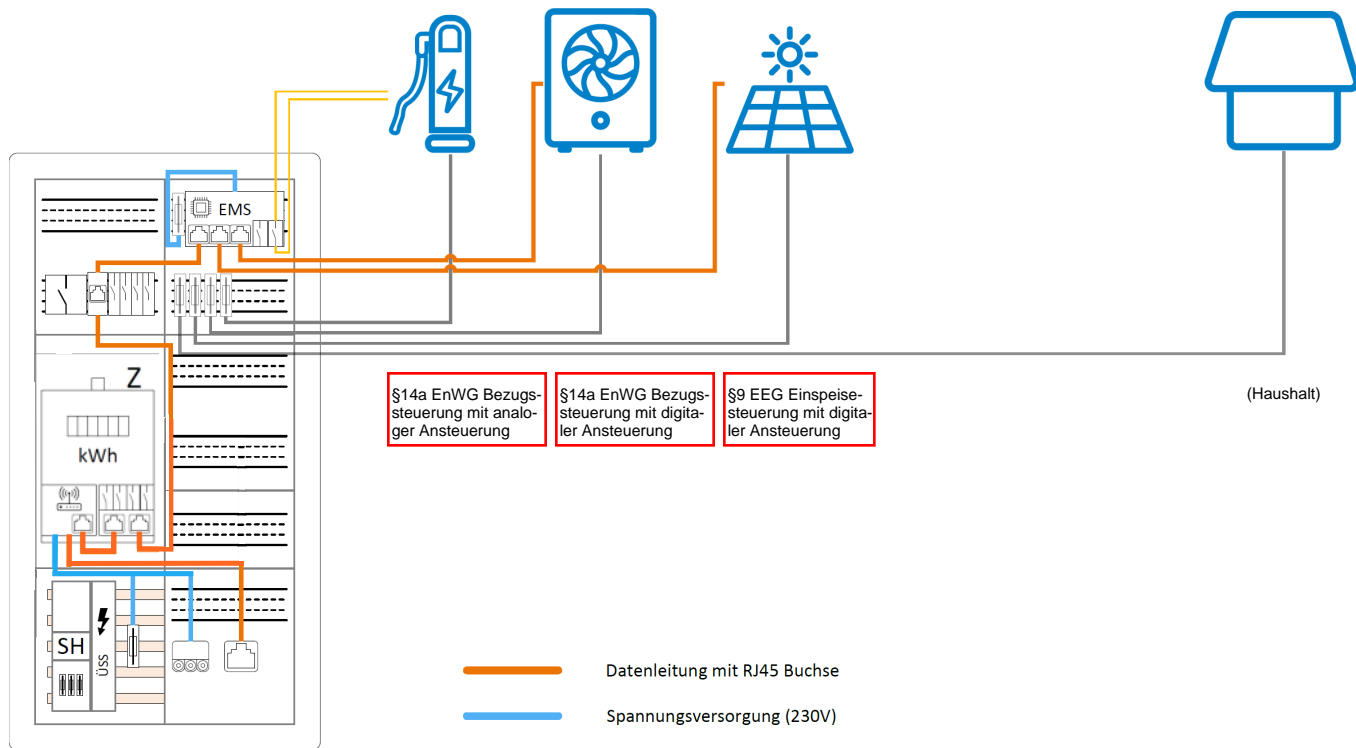 EMS
Z
kWh
§14a EnWG Bezugs-
steuerung mit analo-
ger Ansteuerung
§14a EnWG Bezugs-
steuerung mit digita-
ler Ansteuerung
§9 EEG Einspeise-
steuerung mit digita-
ler Ansteuerung
(Haushalt)
SH
ÜSS
Datenleitung mit RJ45 Buchse
Spannungsversorgung (230V)